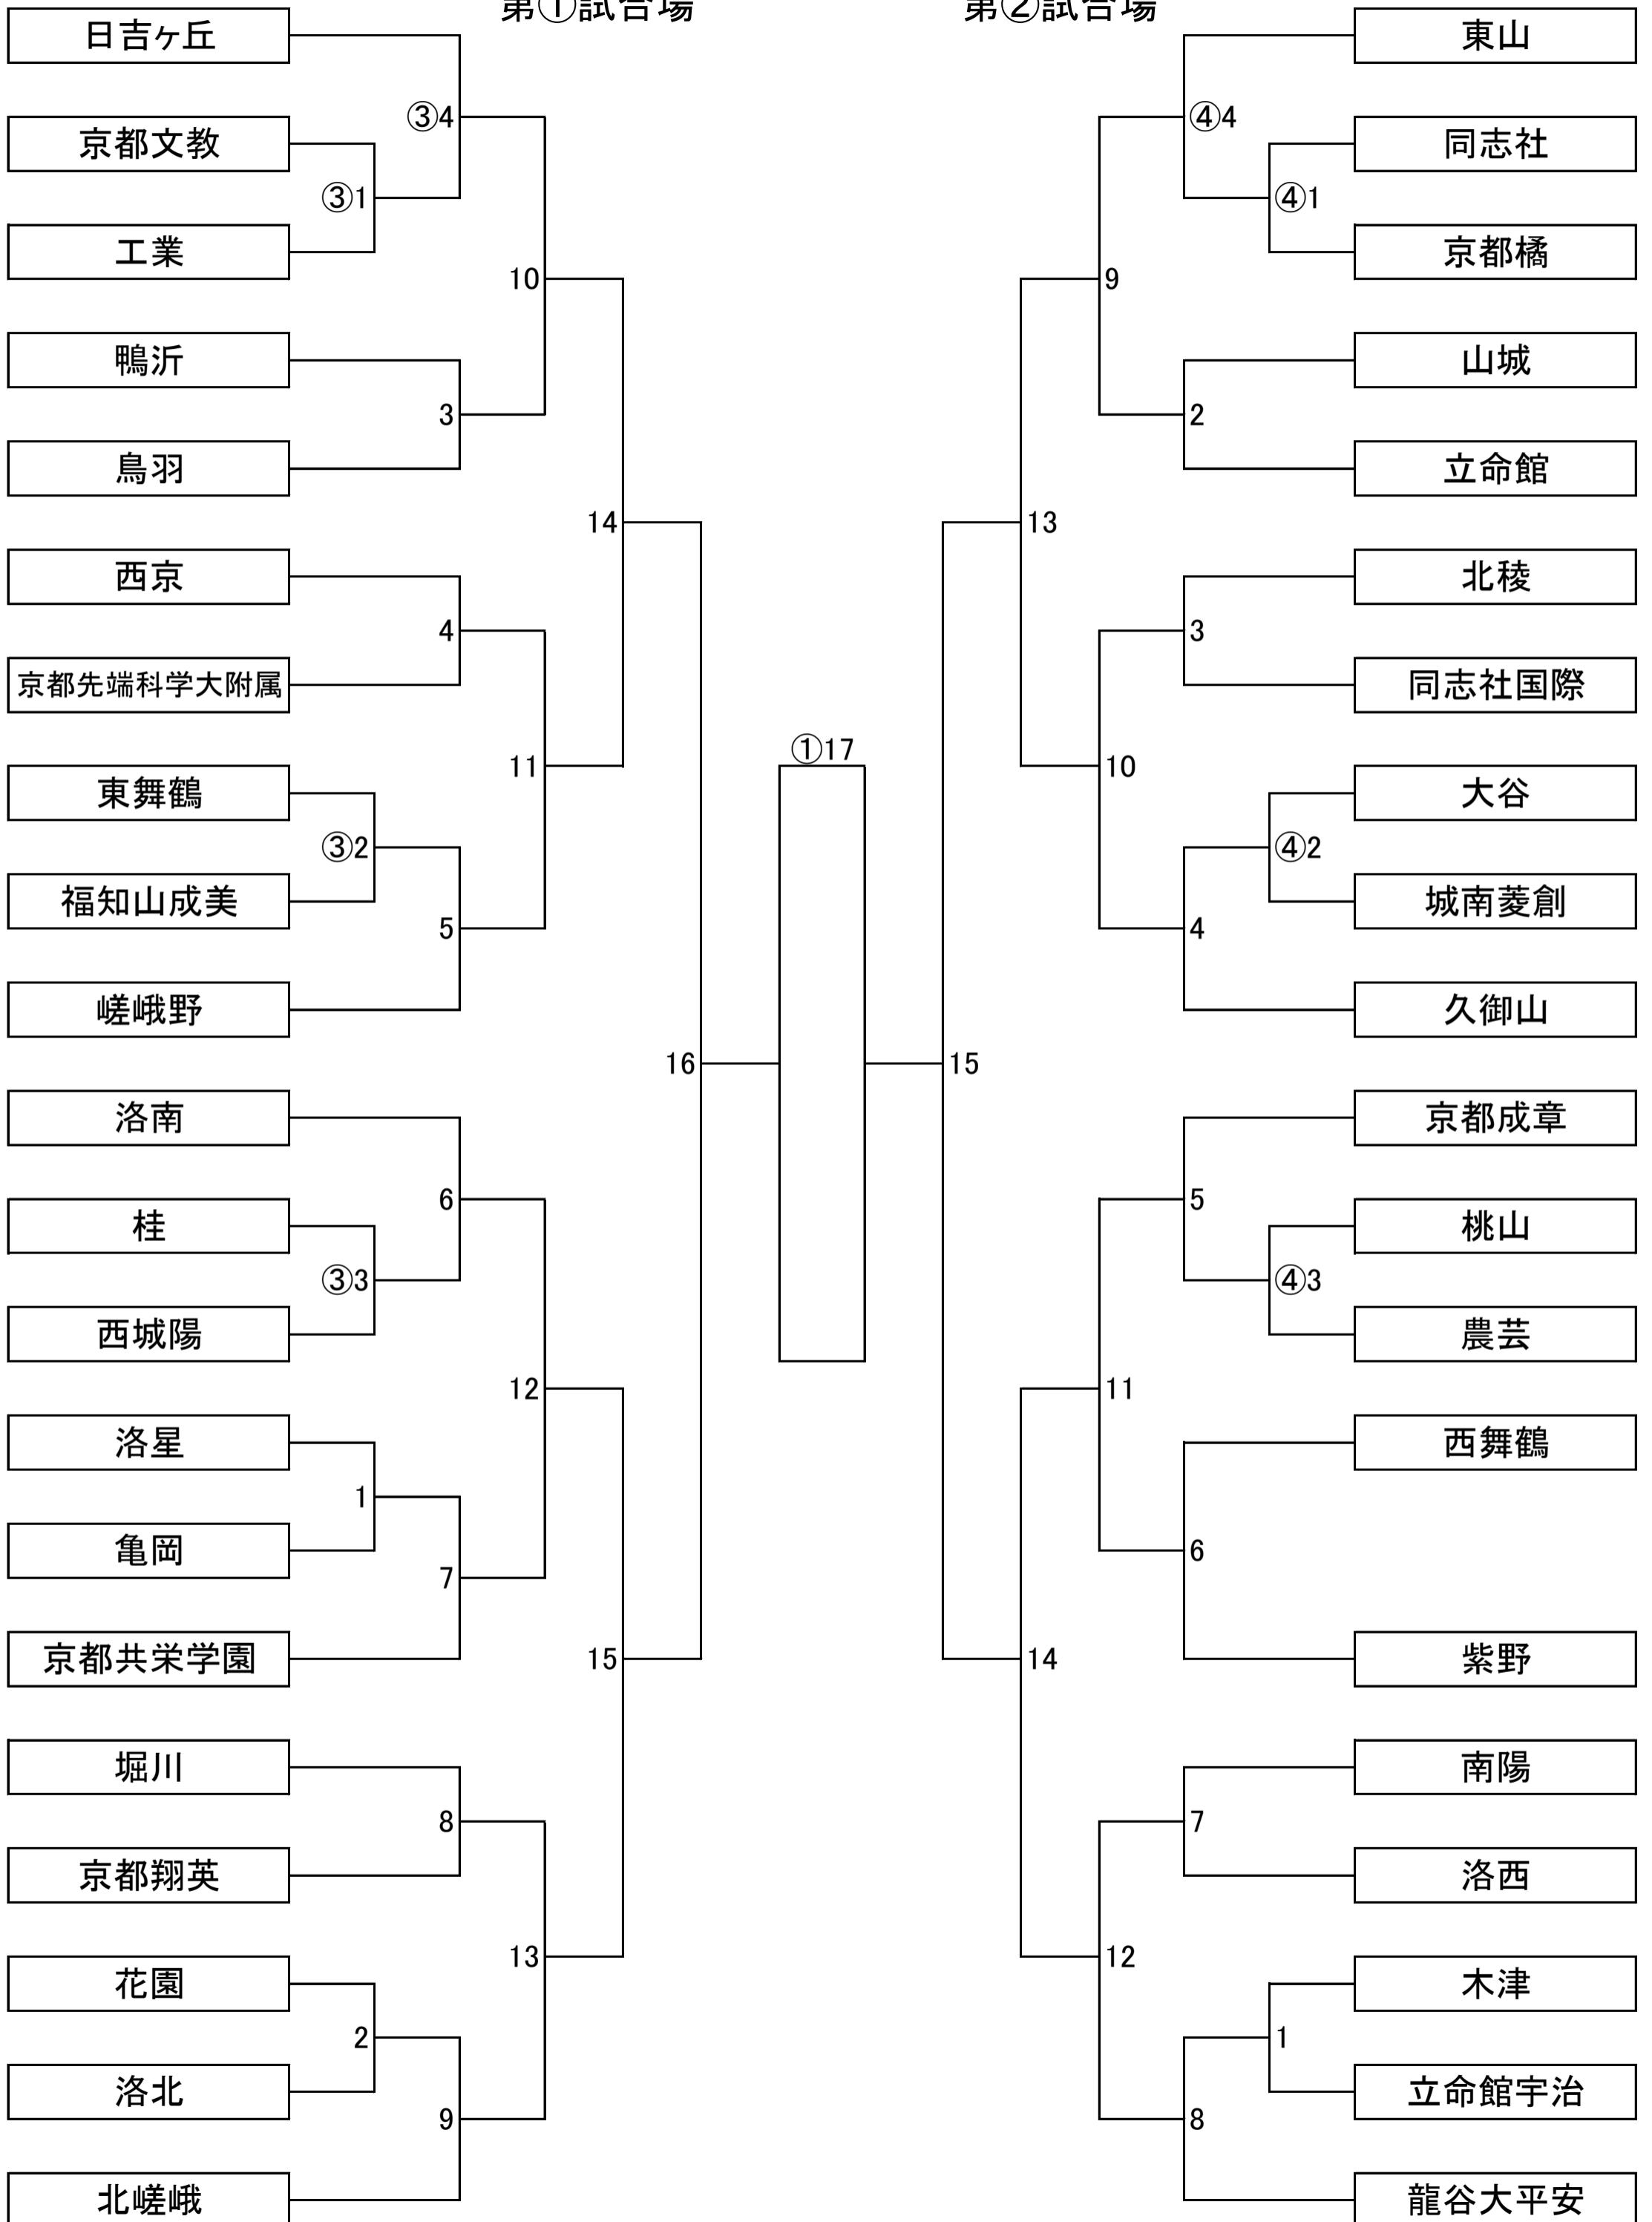 第①試合場
第②試合場
日吉ヶ丘
京都文教
工業
鴨沂
鳥羽
西京
京都先端科学大附属
東舞鶴
福知山成美
嵯峨野
洛南
桂
西城陽
洛星
亀岡
京都共栄学園
堀川
京都翔英
花園
洛北
北嵯峨
③1
③2
③3
1
2
③4
3
4
5
6
7
8
9
10
11
12
13
14
15
16
①17
15
13
14
9
10
11
12
④4
2
3
4
5
6
7
8
④1
④2
④3
1
東山
同志社
京都橘
山城
立命館
北稜
同志社国際
大谷
城南菱創
久御山
京都成章
桃山
農芸
西舞鶴
紫野
南陽
洛西
木津
立命館宇治
龍谷大平安